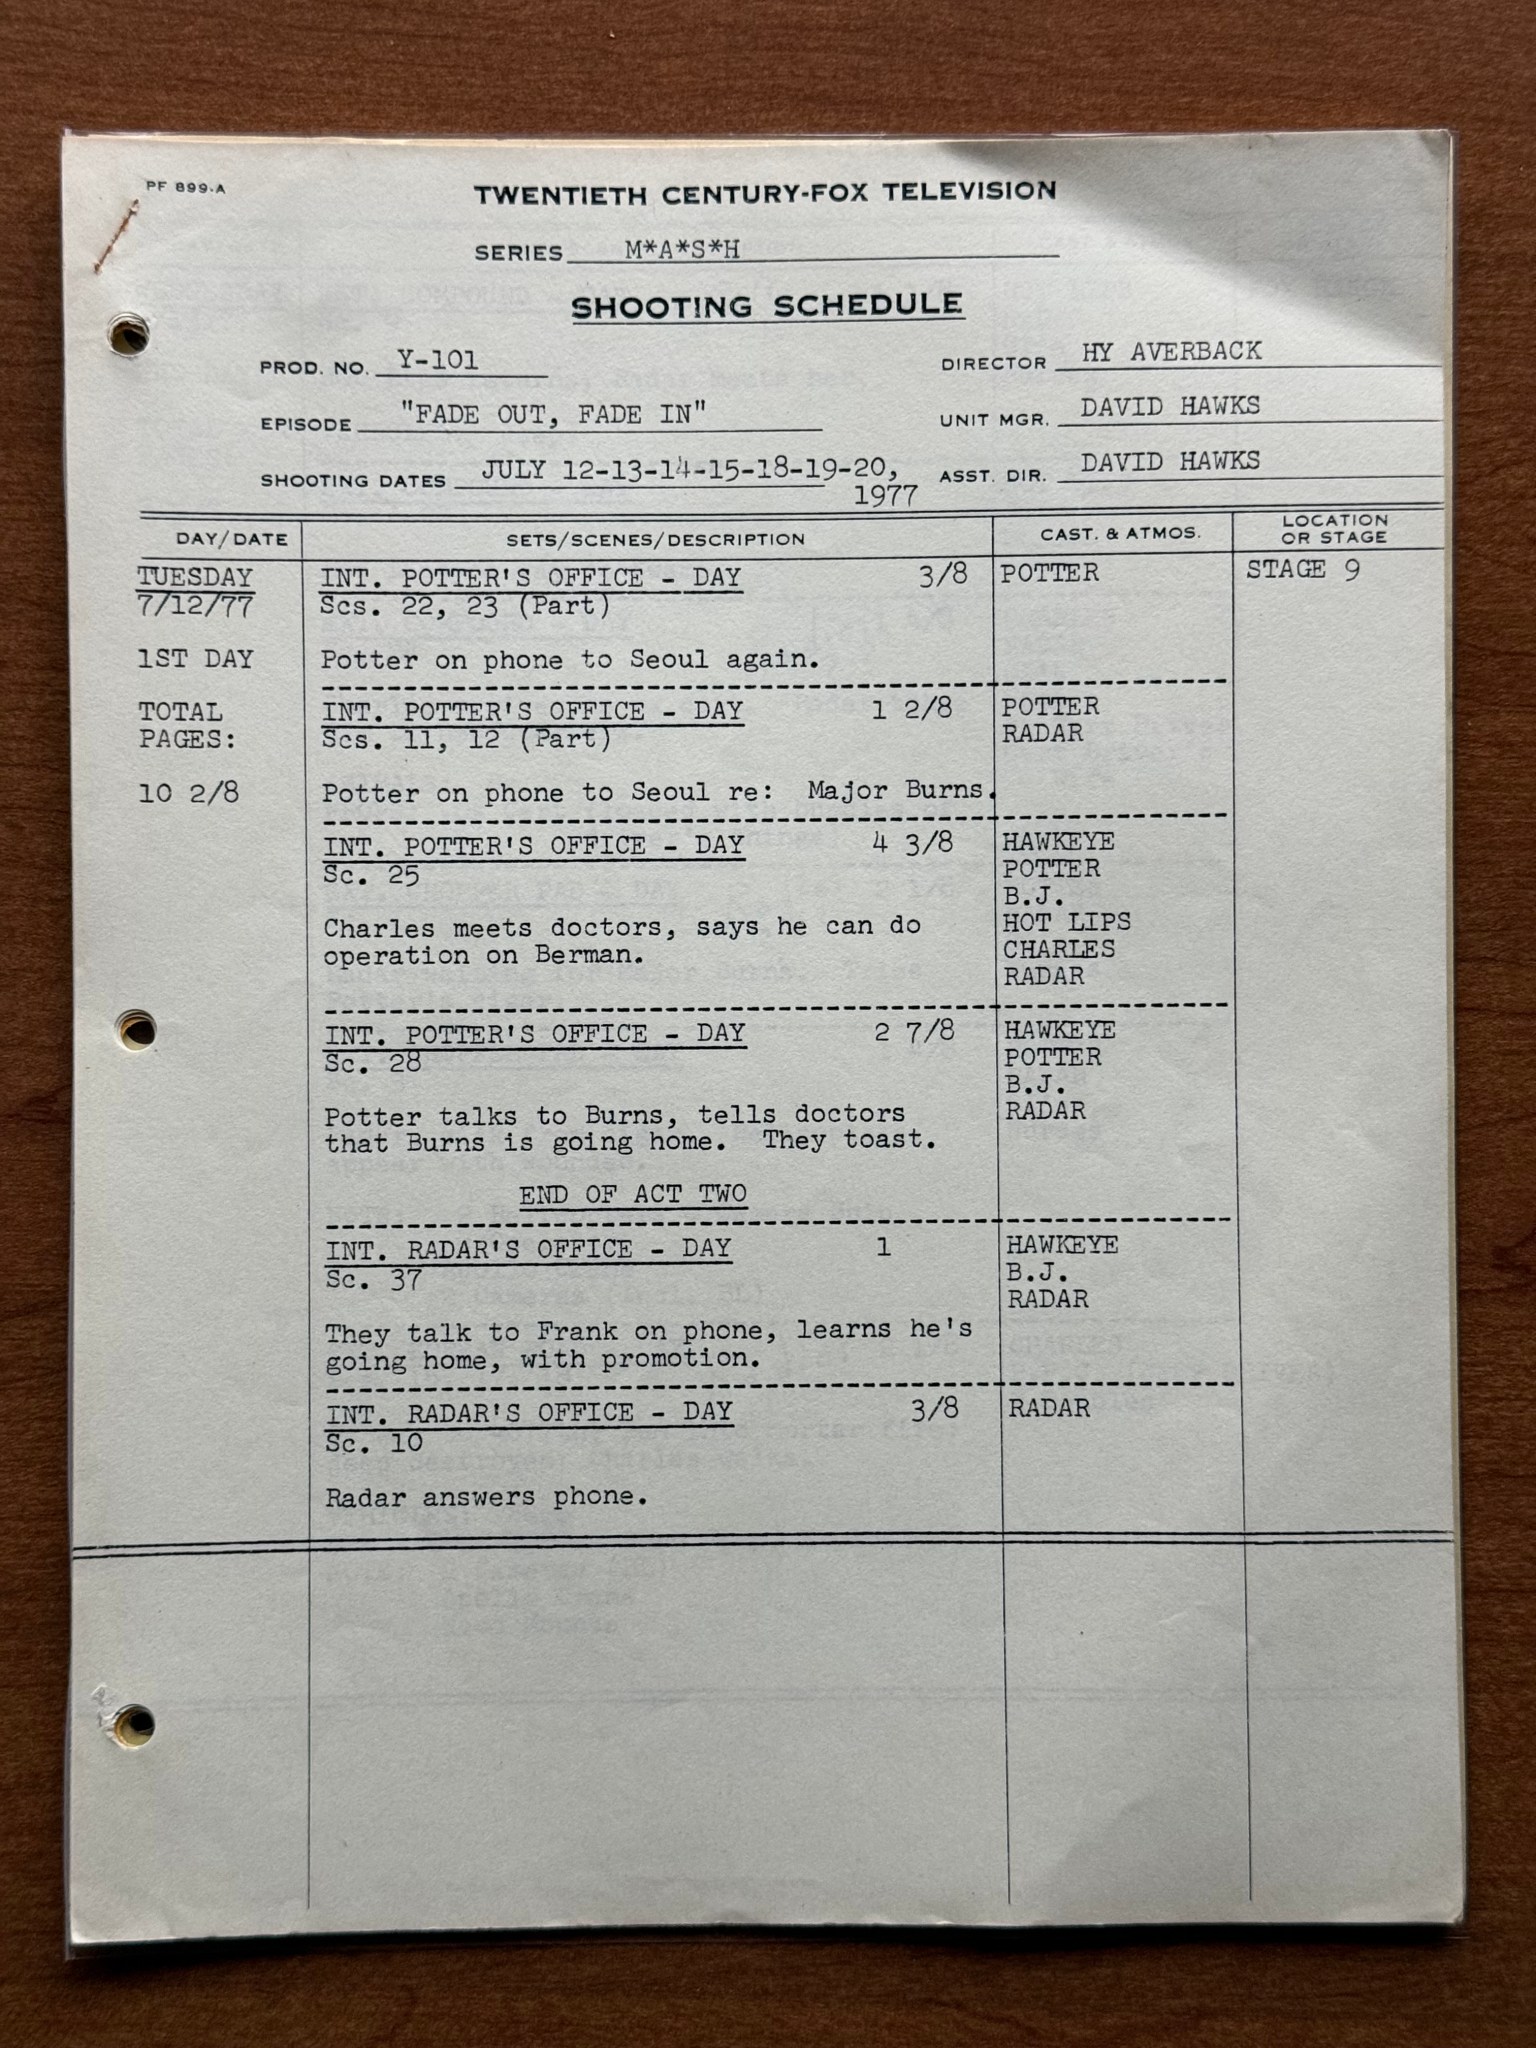 PF 899-A
TWENTIETH CENTURY-FOX TELEVISION
SERIES M*A*S*H
SHOOTING SCHEDULE
PROD. NO. Y-101 DIRECTOR HY AVERBACK
EPISODE "FADE OUT, FADE IN" UNIT MGR. DAVID HAWKS
SHOOTING DATES JULY 12-13-14-15-18-19-20, ASST. DIR. DAVID HAWKS
1977
DAY/DATE SETS/SCENES/DESCRIPTION CAST. & ATMOS. LOCATION OR STAGE
TUESDAY INT. POTTER'S OFFICE - DAY 3/8 POTTER STAGE 9
7/12/77 Scs. 22, 23 (Part)
1ST DAY Potter on phone to Seoul again.
TOTAL INT. POTTER'S OFFICE - DAY 1 2/8 POTTER
PAGES: Scs. 11, 12 (Part) RADAR
10 2/8 Potter on phone to Seoul re: Major Burns.
INT. POTTER'S OFFICE - DAY 4 3/8 HAWKEYE
Sc. 25 POTTER
B.J.
Charles meets doctors, says he can do HOT LIPS
operation on Berman. CHARLES
RADAR
INT. POTTER'S OFFICE - DAY 2 7/8 HAWKEYE
Sc. 28 POTTER
B.J.
Potter talks to Burns, tells doctors RADAR
that Burns is going home. They toast.
END OF ACT TWO
INT. RADAR'S OFFICE - DAY 1 HAWKEYE
Sc. 37 B.J.
RADAR
They talk to Frank on phone, learns he's
going home, with promotion.
INT. RADAR'S OFFICE - DAY 3/8 RADAR
Sc. 10
Radar answers phone.